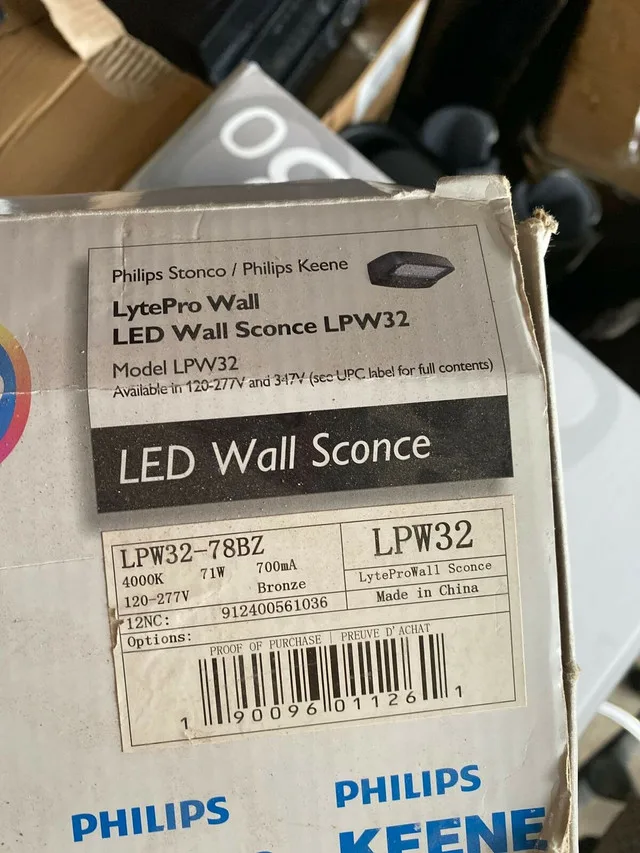 Philips Stonco / Philips Keene
LytePro Wall
LED Wall Sconce LPW32
Model LPW32
Available in 120-277V and 347V (see UPC label for full contents)
LED Wall Sconce
LPW32-78BZ
4000K 71W 700mA
120-277V Bronze
12NC: 912400561036
Options:
LPW32
LyteProWall Sconce
Made in China
PROOF OF PURCHASE | PREUVE D'ACHAT
1 90096 01126 1
PHILIPS
PHILIPS
KEENE